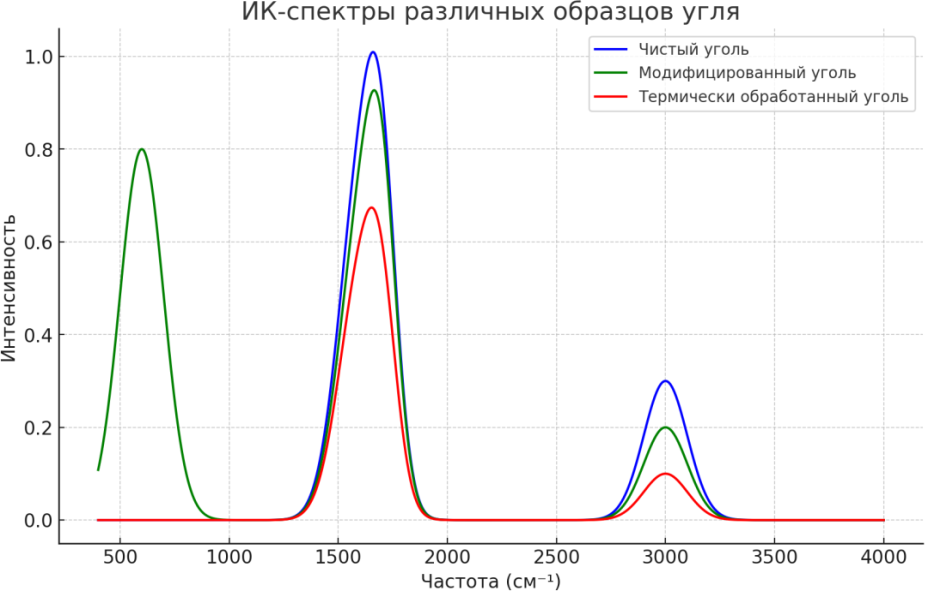 ИК-спектры различных образцов угля
Чистый уголь
Модифицированный уголь
Термически обработанный уголь
Интенсивность
1.0
0.8
0.6
0.4
0.2
0.0
500 1000 1500 2000 2500 3000 3500 4000
Частота (см⁻¹)